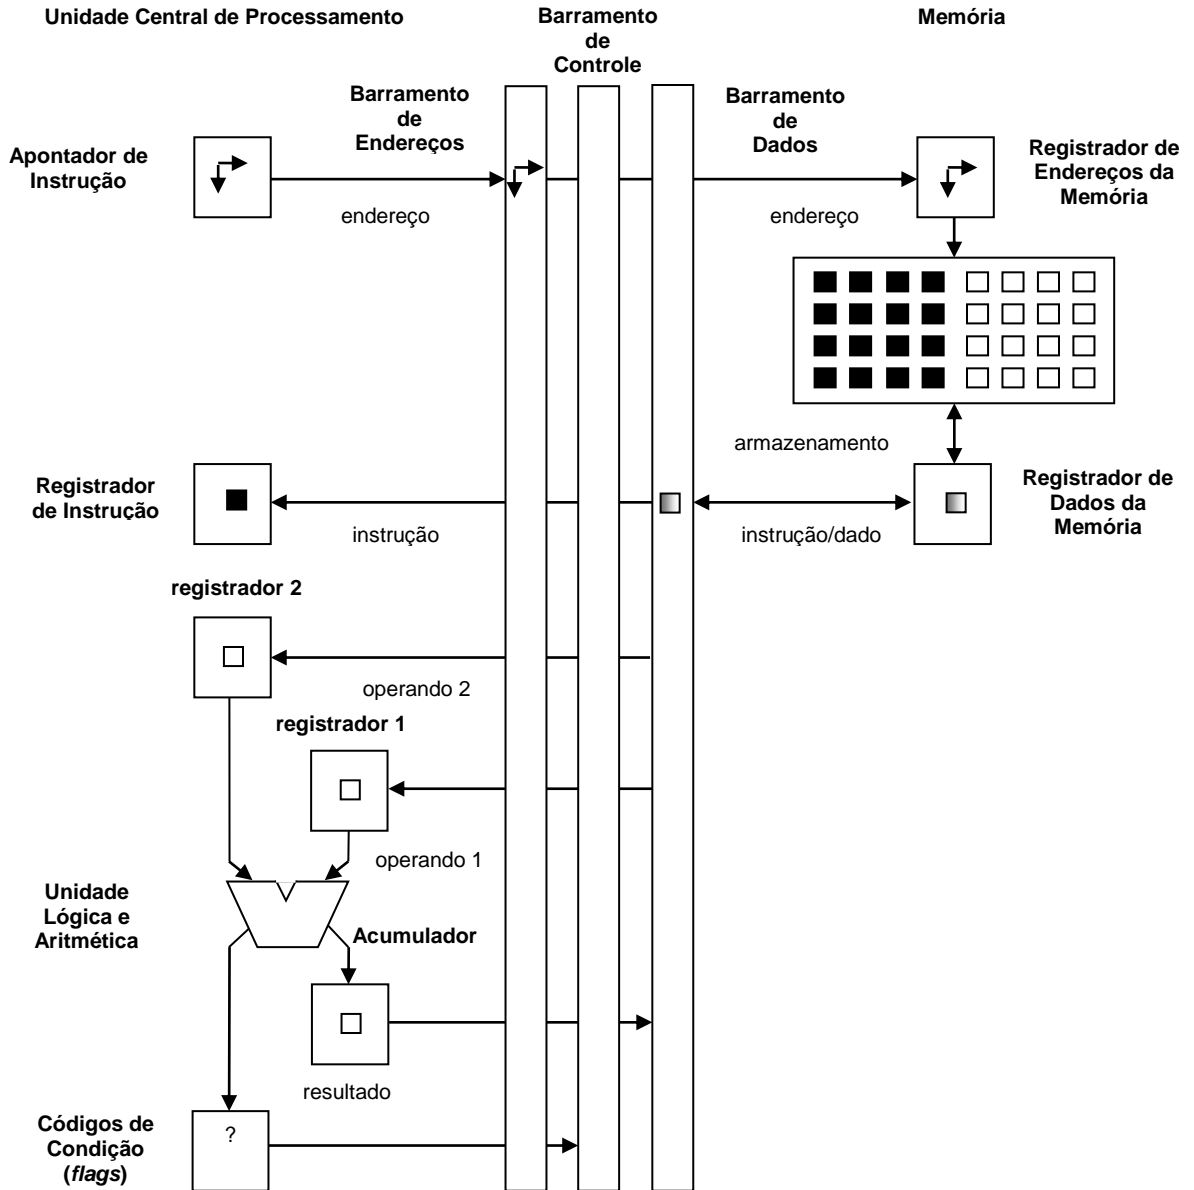 Unidade Central de Processamento
Barramento
de
Controle
Memória
Barramento
de
Endereços
Barramento
de
Dados
Apontador de
Instrução
endereço
endereço
Registrador de
Endereços da
Memória
armazenamento
Registrador
de Instrução
instrução
instrução/dado
Registrador de
Dados da
Memória
registrador 2
operando 2
registrador 1
operando 1
Unidade
Lógica e
Aritmética
Acumulador
resultado
Códigos de
Condição
(flags)
?